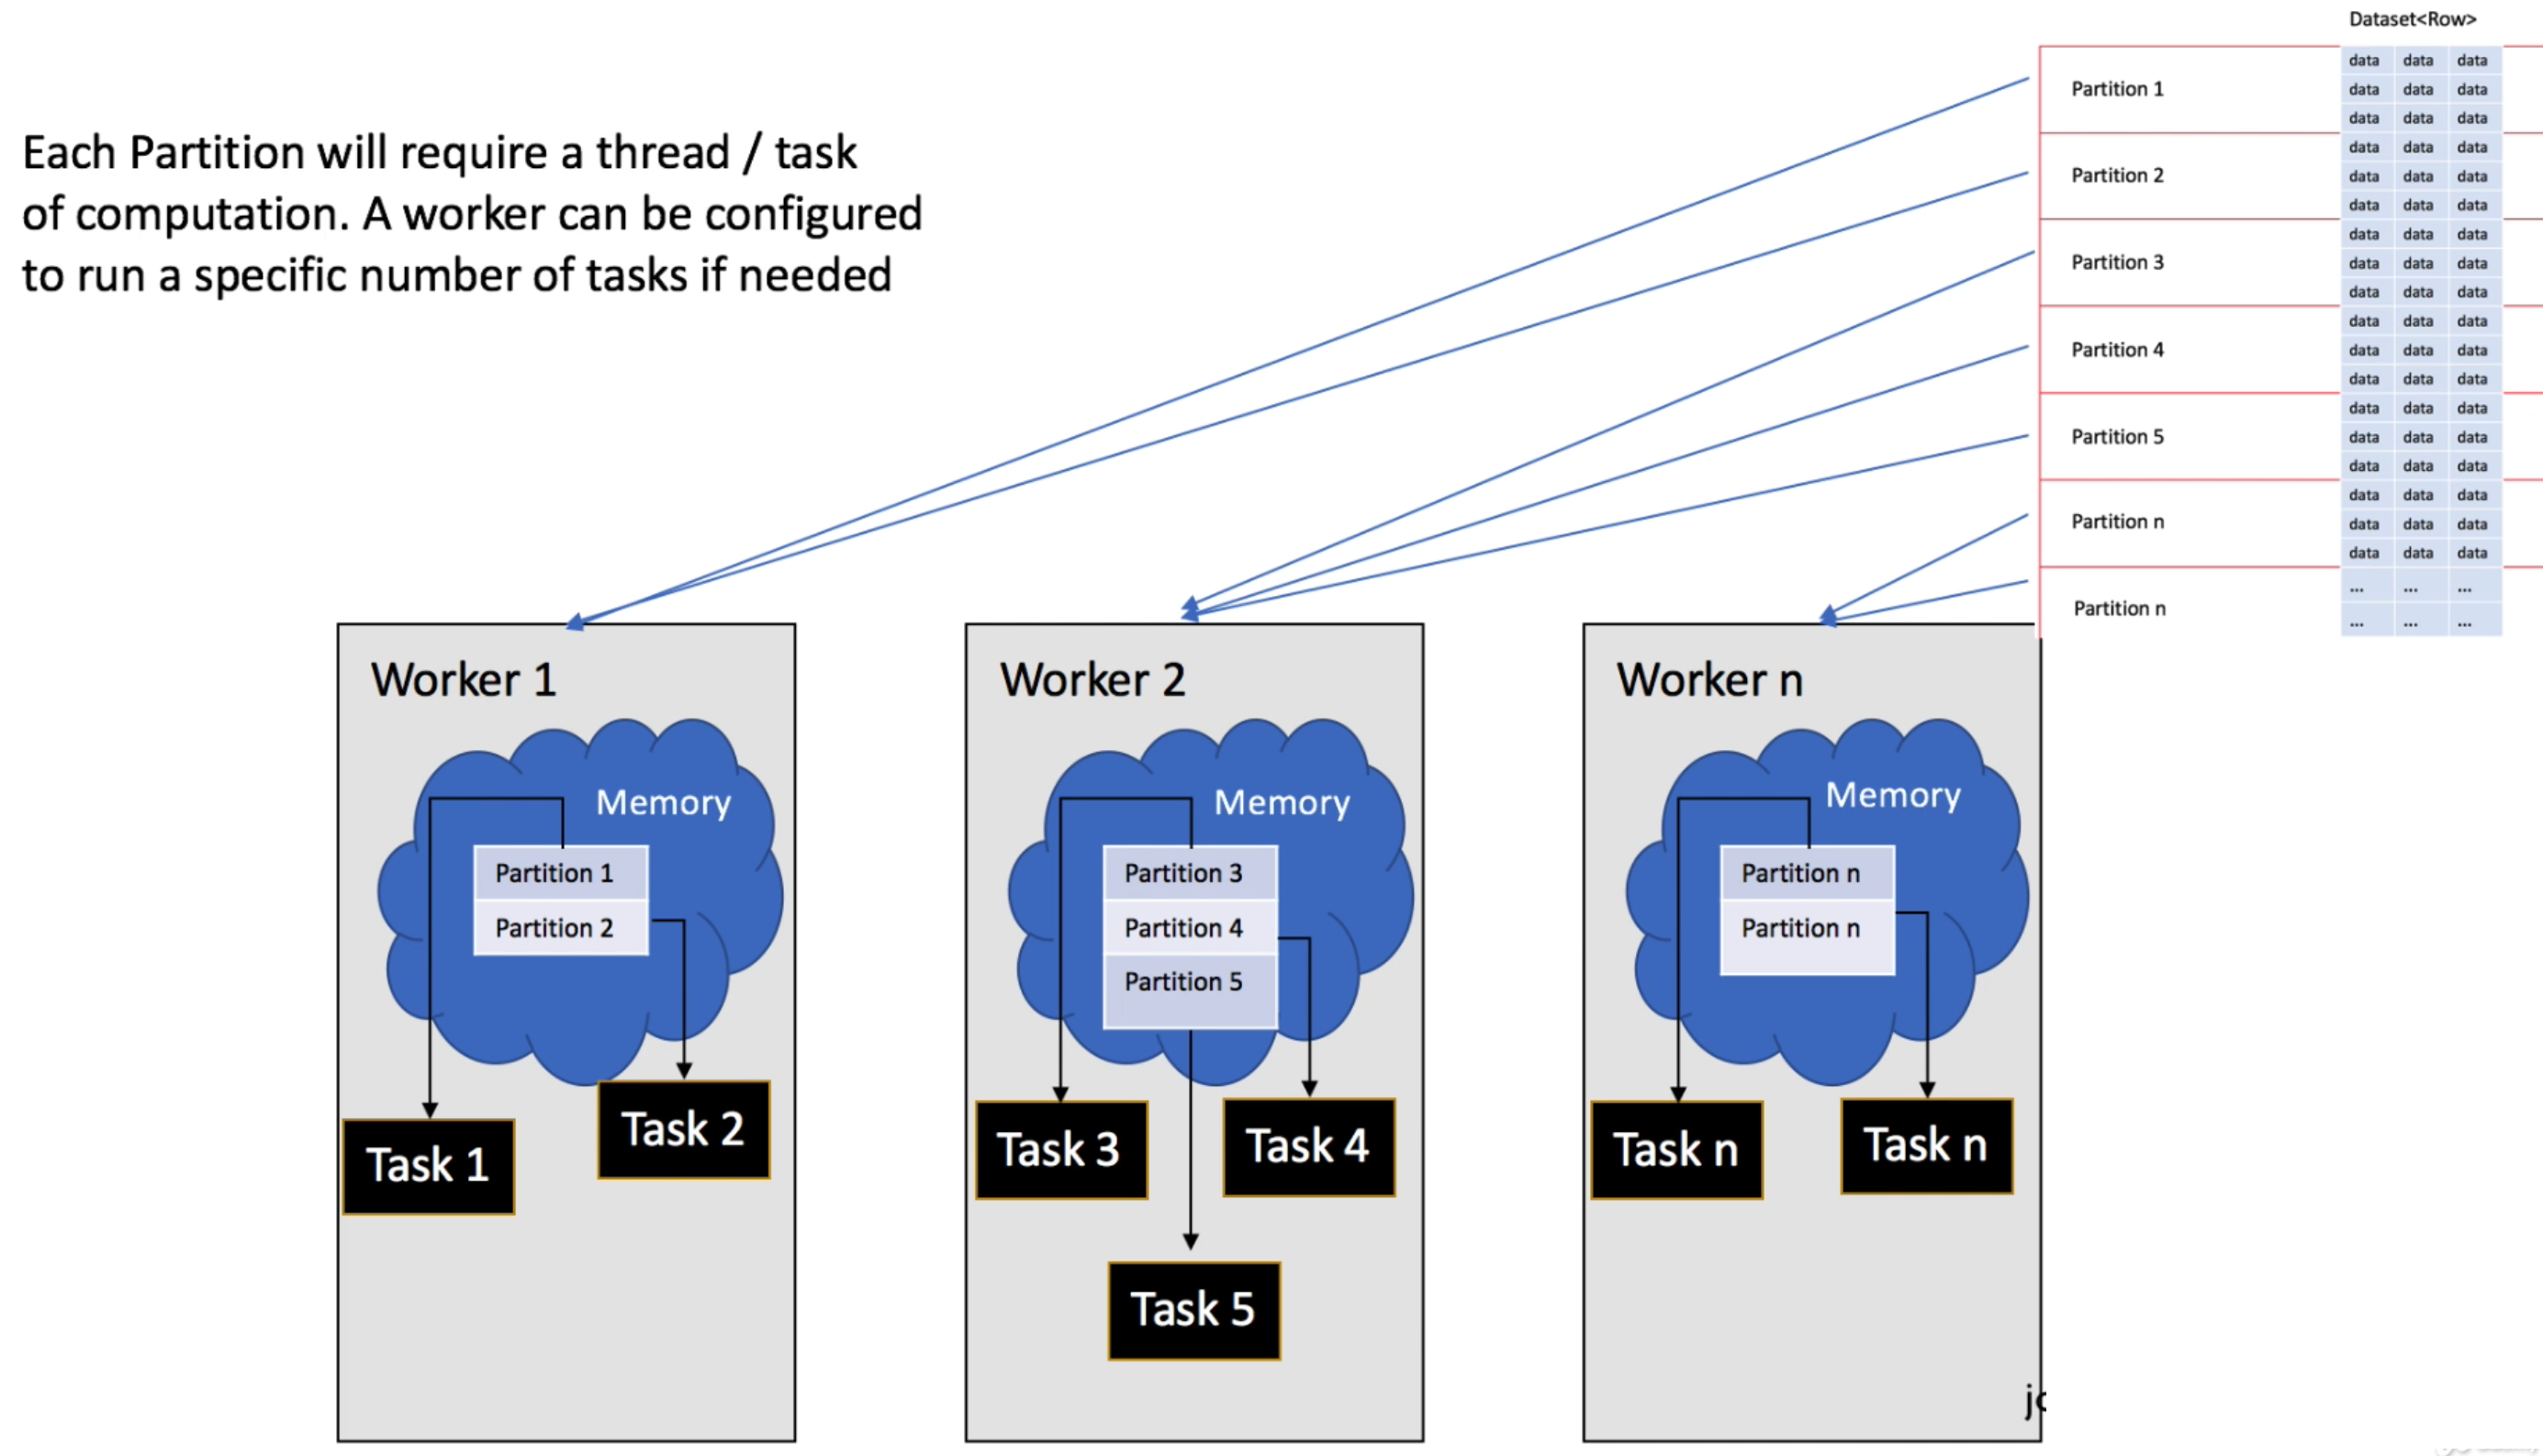 Dataset<Row>
Each Partition will require a thread / task
of computation. A worker can be configured
to run a specific number of tasks if needed
data data data
Partition 1 data data data
data data data
data data data
Partition 2 data data data
data data data
data data data
Partition 3 data data data
data data data
data data data
Partition 4 data data data
data data data
data data data
Partition 5 data data data
data data data
data data data
Partition n data data data
data data data
... ... ...
Partition n
... ... ...
Worker 1
Memory
Partition 1
Partition 2
Task 1
Task 2
Worker 2
Memory
Partition 3
Partition 4
Partition 5
Task 3
Task 4
Task 5
Worker n
Memory
Partition n
Partition n
Task n
Task n